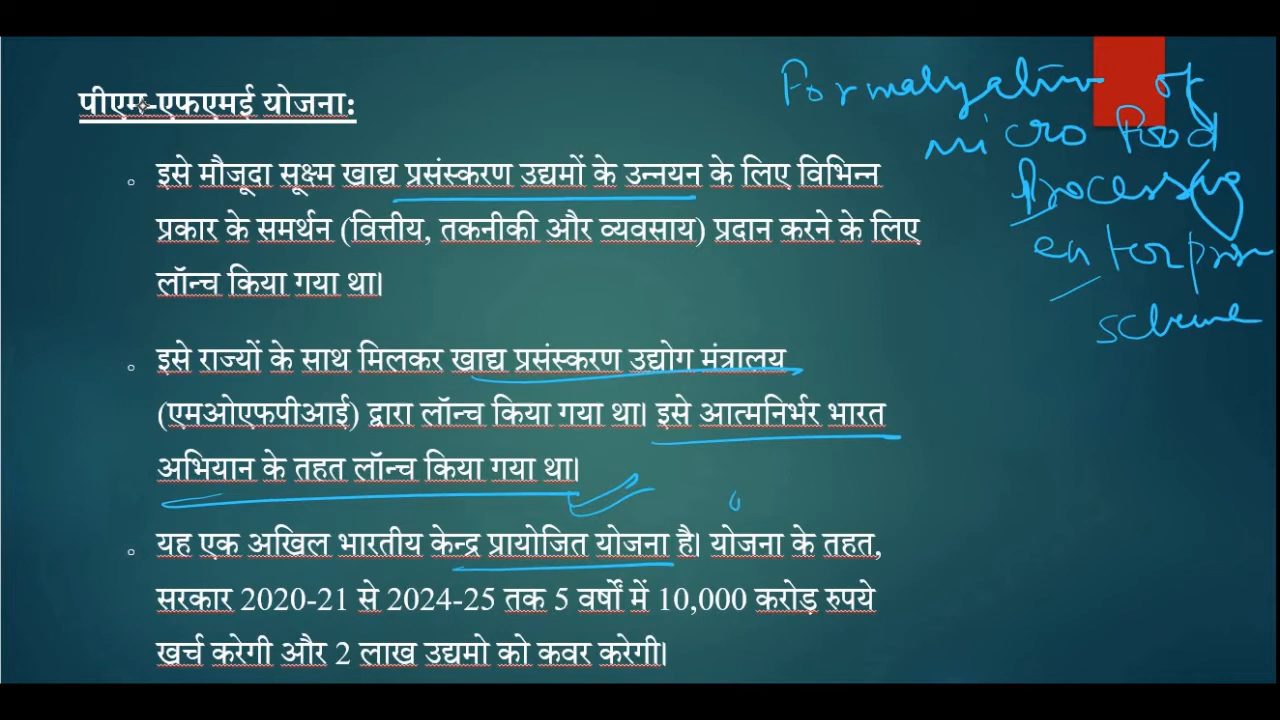 पीएम-एफएमई योजना:
Formalization of
micro Food
Processing
enterprise
scheme
इसे मौजूदा सूक्ष्म खाद्य प्रसंस्करण उद्यमों के उन्नयन के लिए विभिन्न
प्रकार के समर्थन (वित्तीय, तकनीकी और व्यवसाय) प्रदान करने के लिए
लॉन्च किया गया था।
इसे राज्यों के साथ मिलकर खाद्य प्रसंस्करण उद्योग मंत्रालय
(एमओएफपीआई) द्वारा लॉन्च किया गया था। इसे आत्मनिर्भर भारत
अभियान के तहत लॉन्च किया गया था।
यह एक अखिल भारतीय केन्द्र प्रायोजित योजना है। योजना के तहत,
सरकार 2020-21 से 2024-25 तक 5 वर्षों में 10,000 करोड़ रुपये
खर्च करेगी और 2 लाख उद्यमो को कवर करेगी।